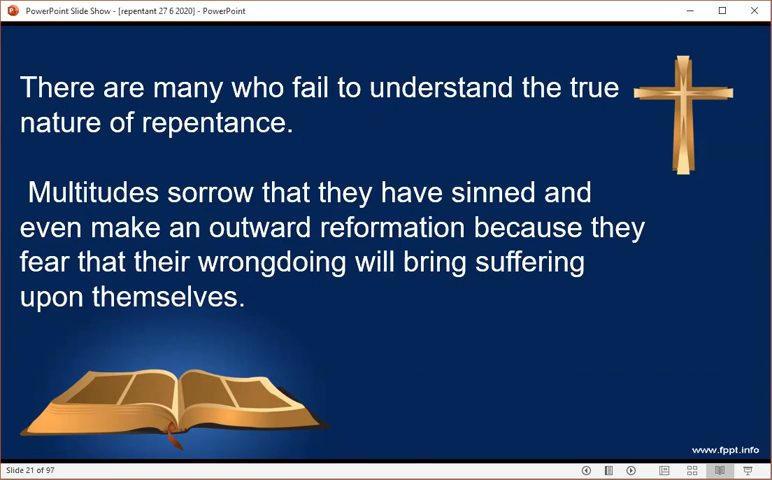 PowerPoint Slide Show - [repentant 27 6 2020] - PowerPoint
There are many who fail to understand the true
nature of repentance.
Multitudes sorrow that they have sinned and
even make an outward reformation because they
fear that their wrongdoing will bring suffering
upon themselves.
www.fppt.info
Slide 21 of 97